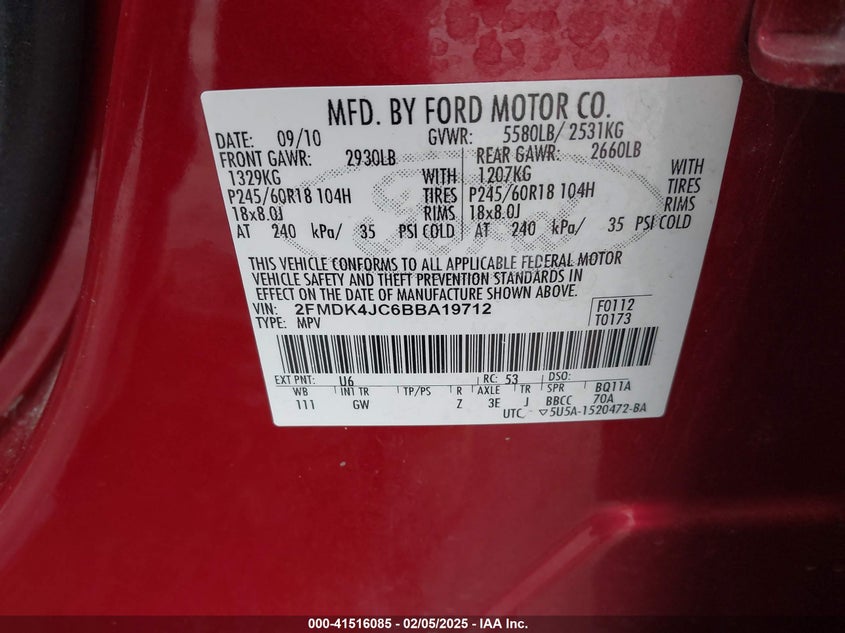 MFD. BY FORD MOTOR CO.
DATE: 09/10 GVWR: 5580LB/ 2531KG
FRONT GAWR: 2930LB REAR GAWR: 2660LB
1329KG WITH 1207KG WITH
P245/60R18 104H TIRES P245/60R18 104H TIRES
18x8.0J RIMS 18x8.0J RIMS
AT 240 kPa/ 35 PSI COLD AT 240 kPa/ 35 PSI COLD
THIS VEHICLE CONFORMS TO ALL APPLICABLE FEDERAL MOTOR
VEHICLE SAFETY AND THEFT PREVENTION STANDARDS IN
EFFECT ON THE DATE OF MANUFACTURE SHOWN ABOVE.
VIN: 2FMDK4JC6BBA19712 F0112
TYPE: MPV T0173
EXT PNT: U6 RC: 53 DSO:
WB INT TR TP/PS R AXLE TR SPR BQ11A
111 GW Z 3E J BBCC 70A
UTC ▽5U5A-1520472-BA
Ford
000-41516085 - 02/05/2025 - IAA Inc.